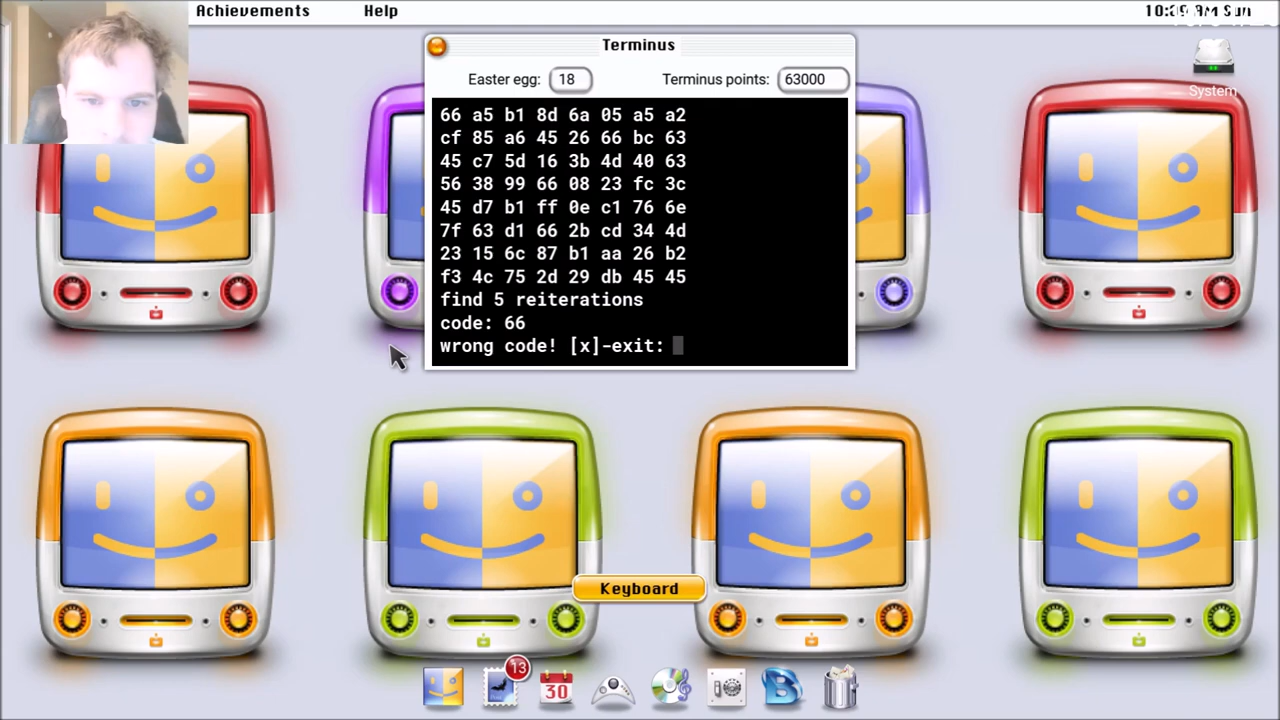 Achievements Help
Terminus
Easteregg: 18 Terminus points: 63000
66 a5 b1 8d 6a 05 a5 a2
cf 85 a6 45 26 66 bc 63
45 c7 5d 16 3b 4d 40 63
56 38 99 66 08 23 fc 3c
45 d7 b1 ff 0e c1 76 6e
7f 63 d1 66 2b cd 34 4d
23 15 6c 87 b1 aa 26 b2
f3 4c 75 2d 29 db 45 45
find 5 reiterations
code: 66
wrong code! [x]-exit:
System
Keyboard
13
30